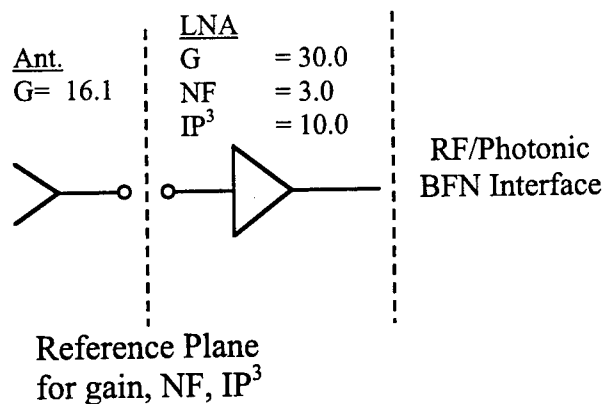 Ant.
G= 16.1
LNA
G = 30.0
NF = 3.0
IP³ = 10.0
RF/Photonic
BFN Interface
Reference Plane
for gain, NF, IP³